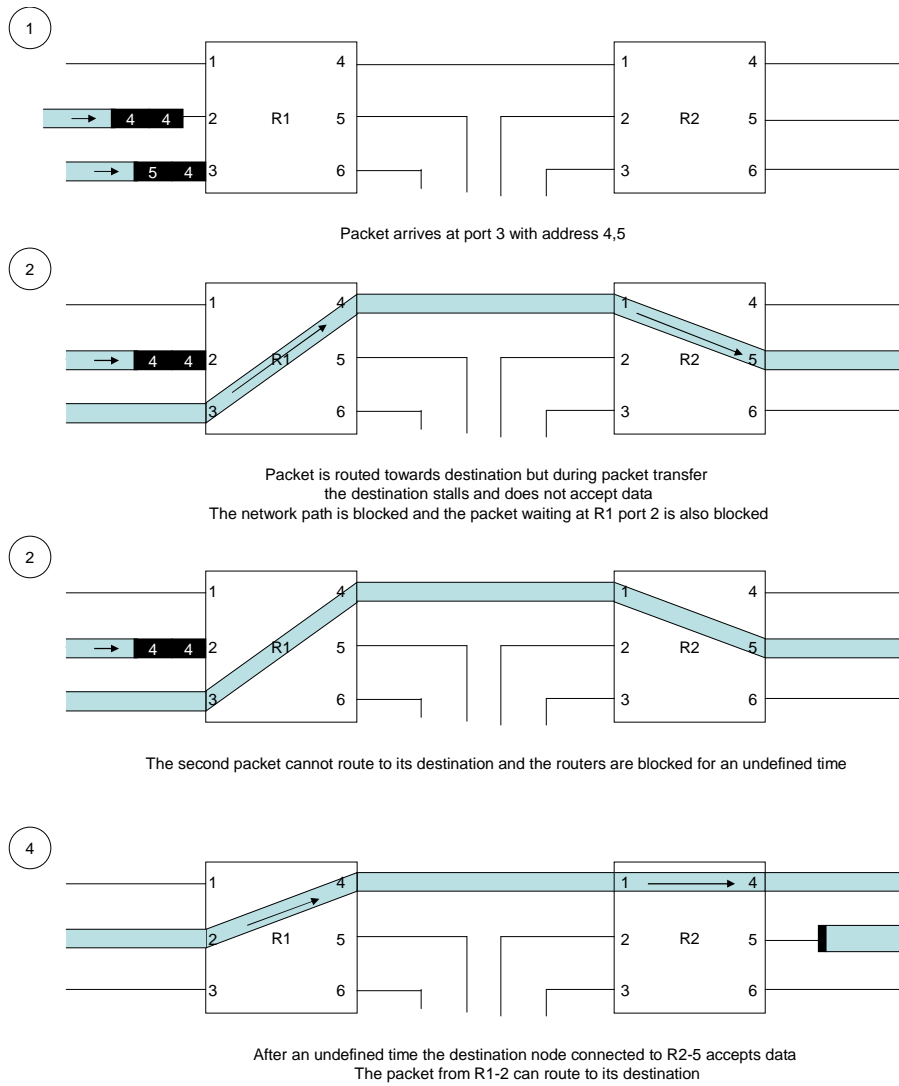 1
1 4 1 4
4 4 2 R1 5 2 R2 5
5 4 3 6 3 6
Packet arrives at port 3 with address 4,5
2
1 4 1 4
4 4 2 R1 5 2 R2 5
3 6 3 6
Packet is routed towards destination but during packet transfer
the destination stalls and does not accept data
The network path is blocked and the packet waiting at R1 port 2 is also blocked
2
1 4 1 4
4 4 2 R1 5 2 R2 5
3 6 3 6
The second packet cannot route to its destination and the routers are blocked for an undefined time
4
1 4 1 4
2 R1 5 2 R2 5
3 6 3 6
After an undefined time the destination node connected to R2-5 accepts data
The packet from R1-2 can route to its destination